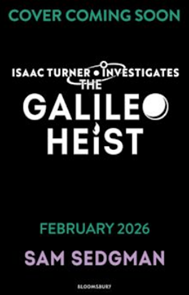 COVER COMING SOON
ISAAC TURNER INVESTIGATES
THE
GALILEO
HEIST
FEBRUARY 2026
SAM SEDGMAN
BLOOMSBURY